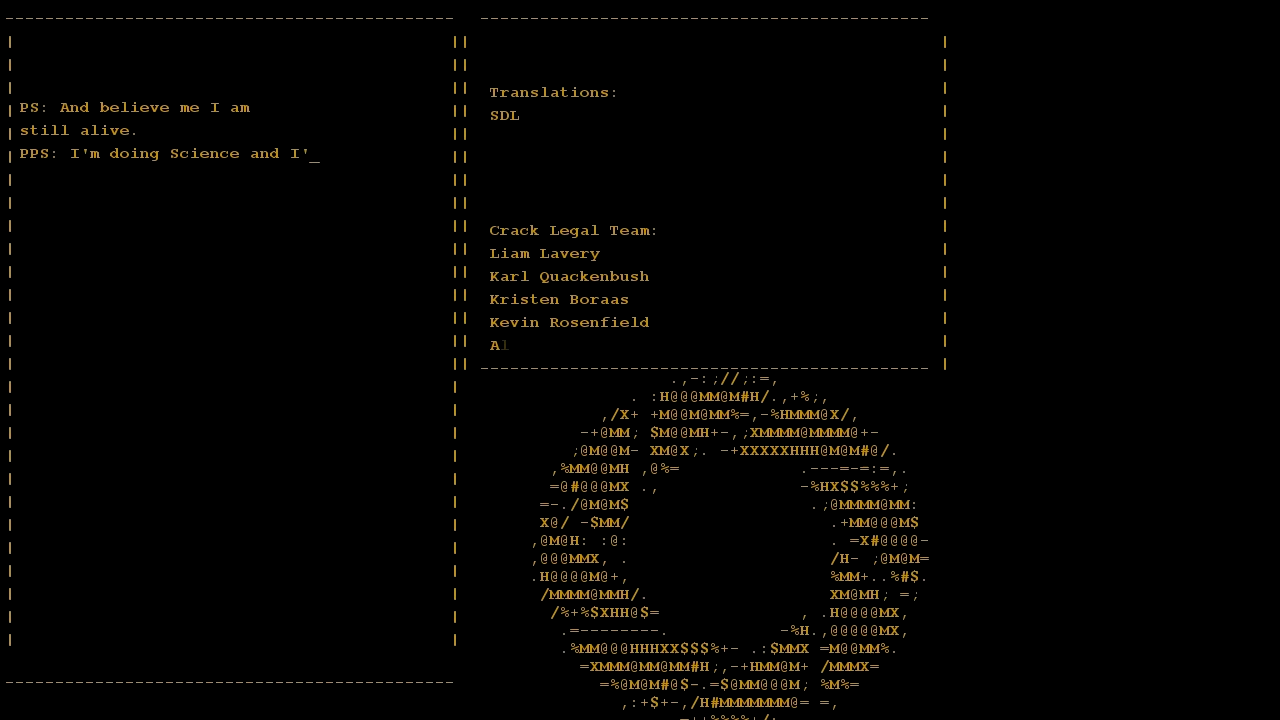 PS: And believe me I am
still alive.
PPS: I'm doing Science and I'_
Translations:
SDL
Crack Legal Team:
Liam Lavery
Karl Quackenbush
Kristen Boraas
Kevin Rosenfield
Al